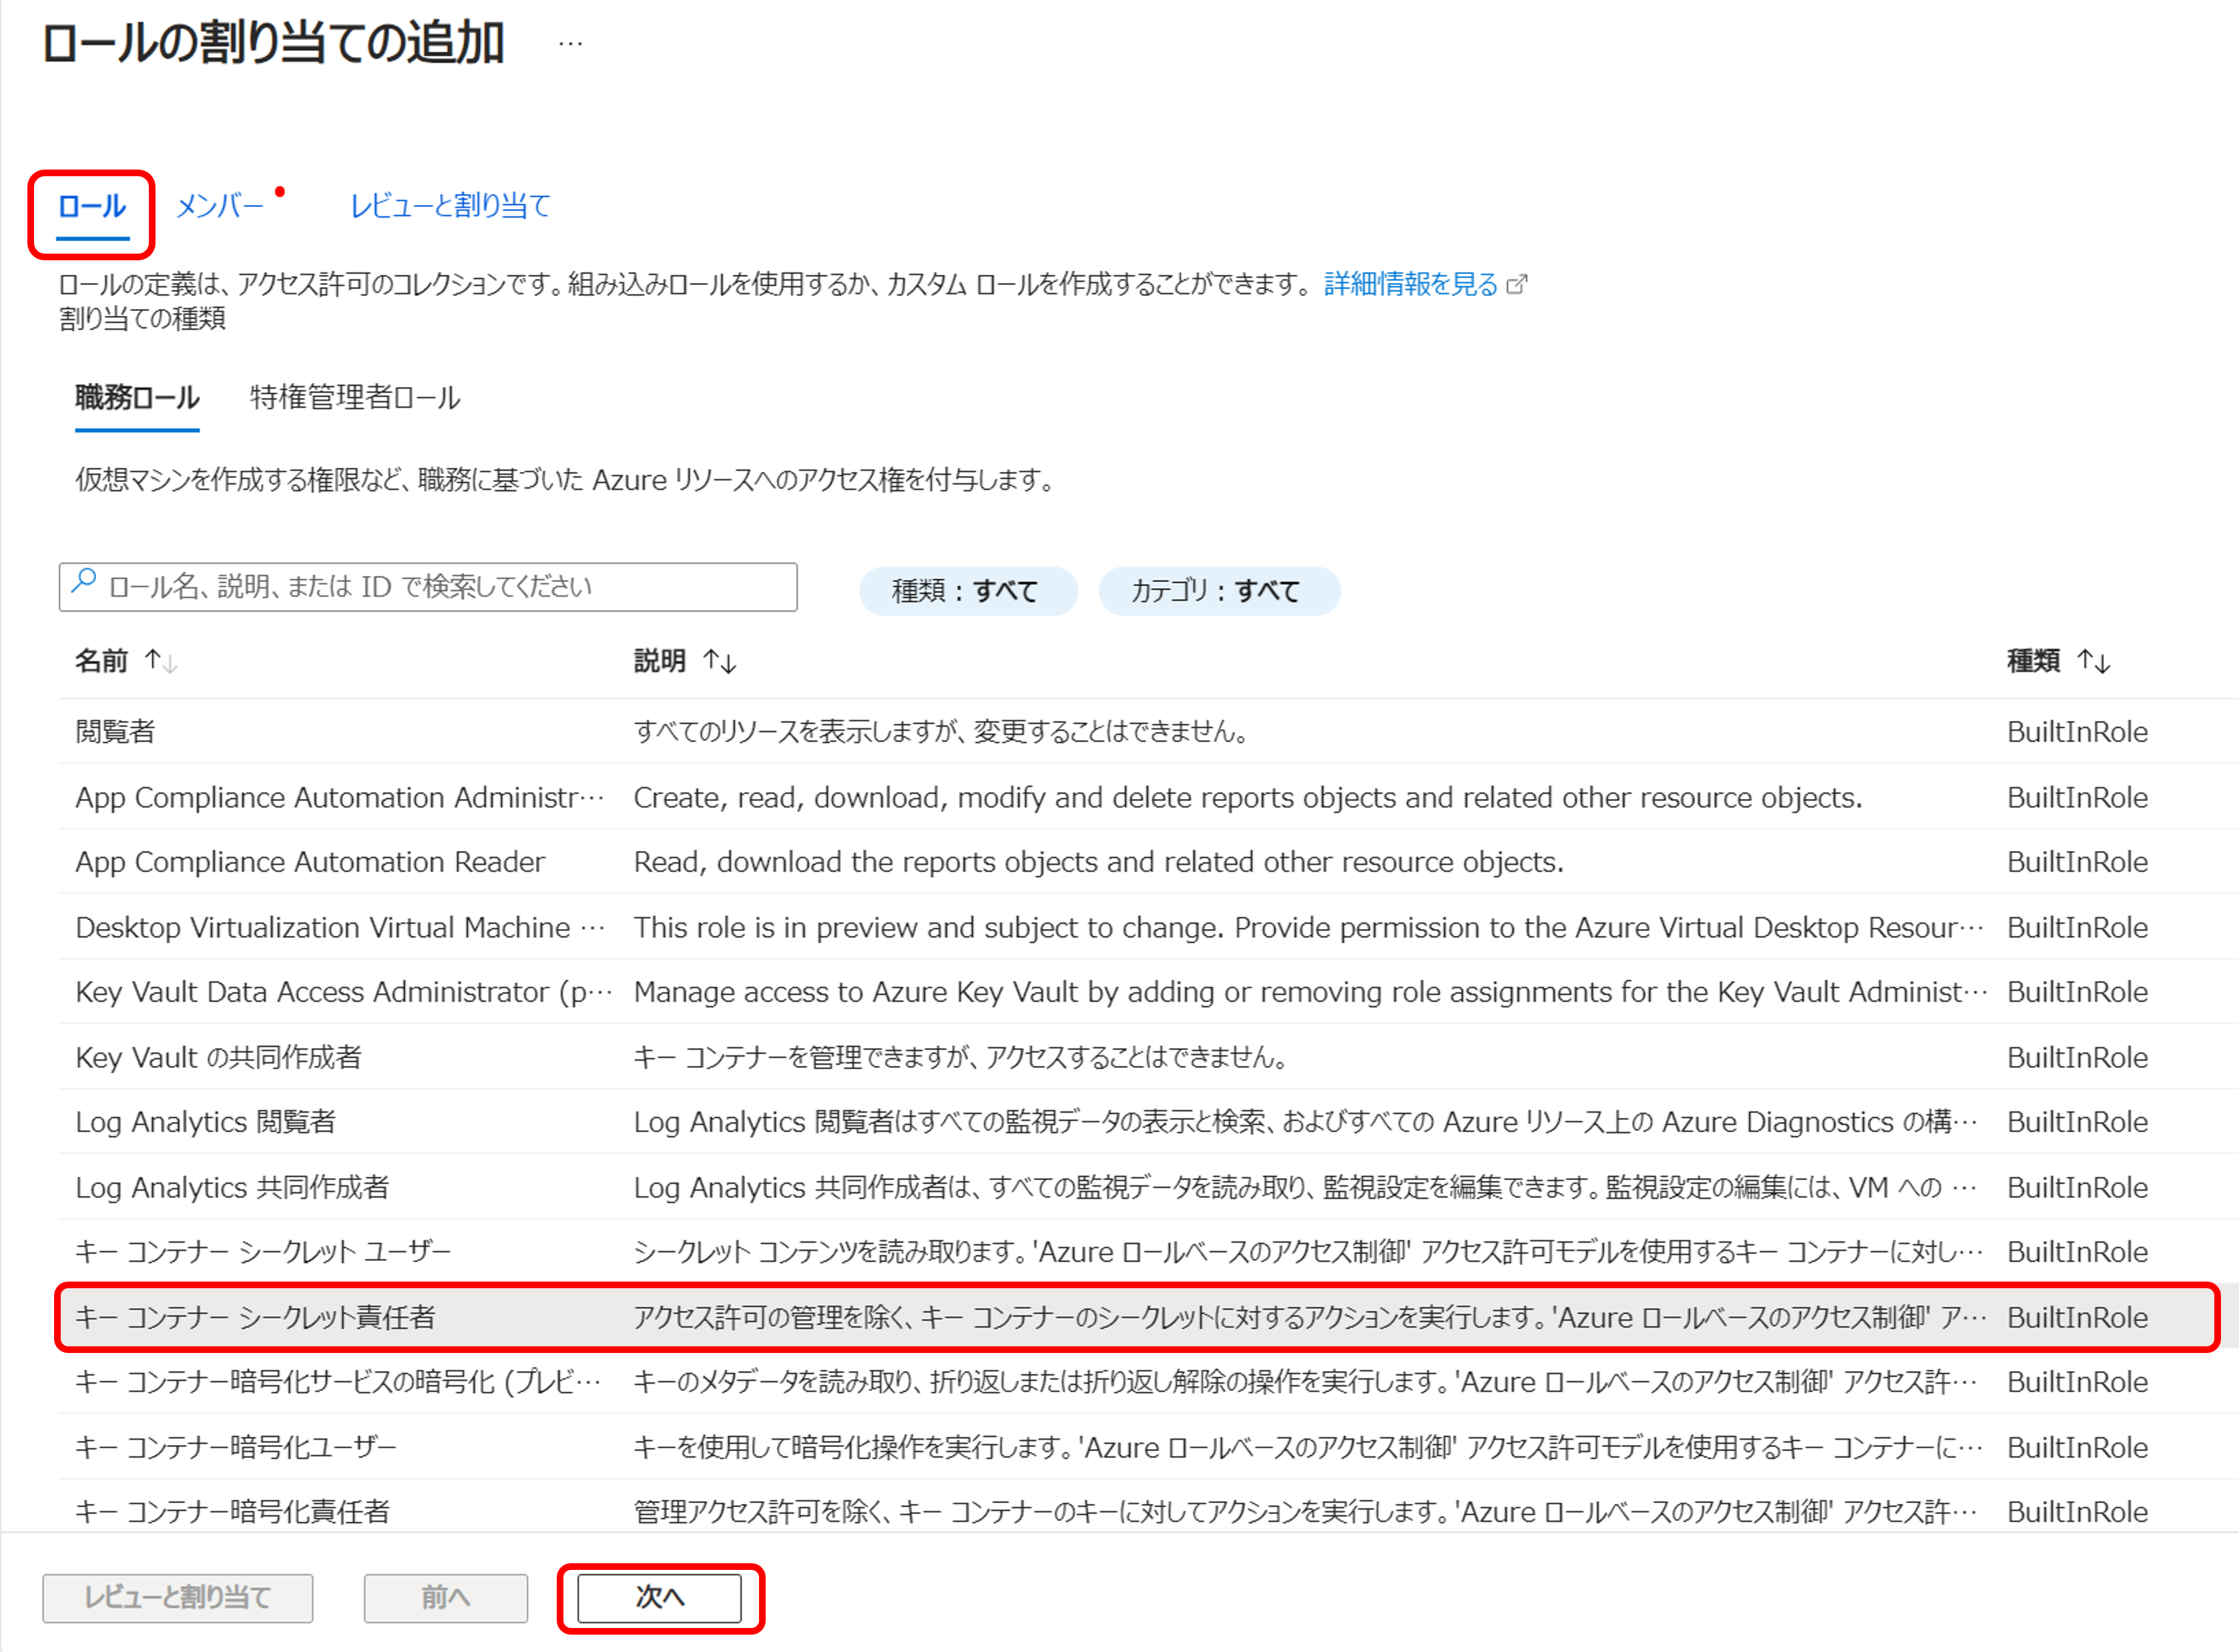 ロールの割り当ての追加 …
ロール メンバー レビューと割り当て
ロールの定義は、アクセス許可のコレクションです。組み込みロールを使用するか、カスタム ロールを作成することができます。 詳細情報を見る
割り当ての種類
職務ロール 特権管理者ロール
仮想マシンを作成する権限など、職務に基づいた Azure リソースへのアクセス権を付与します。
ロール名、説明、または ID で検索してください 種類 : すべて カテゴリ : すべて
名前 ↑↓ 説明 ↑↓ 種類 ↑↓
閲覧者 すべてのリソースを表示しますが、変更することはできません。 BuiltInRole
App Compliance Automation Administr… Create, read, download, modify and delete reports objects and related other resource objects. BuiltInRole
App Compliance Automation Reader Read, download the reports objects and related other resource objects. BuiltInRole
Desktop Virtualization Virtual Machine … This role is in preview and subject to change. Provide permission to the Azure Virtual Desktop Resour… BuiltInRole
Key Vault Data Access Administrator (p… Manage access to Azure Key Vault by adding or removing role assignments for the Key Vault Administ… BuiltInRole
Key Vault の共同作成者 キー コンテナーを管理できますが、アクセスすることはできません。 BuiltInRole
Log Analytics 閲覧者 Log Analytics 閲覧者はすべての監視データの表示と検索、およびすべての Azure リソース上の Azure Diagnostics の構… BuiltInRole
Log Analytics 共同作成者 Log Analytics 共同作成者は、すべての監視データを読み取り、監視設定を編集できます。監視設定の編集には、VM への … BuiltInRole
キー コンテナー シークレット ユーザー シークレット コンテンツを読み取ります。'Azure ロールベースのアクセス制御' アクセス許可モデルを使用するキー コンテナーに対し… BuiltInRole
キー コンテナー シークレット責任者 アクセス許可の管理を除く、キー コンテナーのシークレットに対するアクションを実行します。'Azure ロールベースのアクセス制御' ア… BuiltInRole
キー コンテナー暗号化サービスの暗号化 (プレビ… キーのメタデータを読み取り、折り返しまたは折り返し解除の操作を実行します。'Azure ロールベースのアクセス制御' アクセス許… BuiltInRole
キー コンテナー暗号化ユーザー キーを使用して暗号化操作を実行します。'Azure ロールベースのアクセス制御' アクセス許可モデルを使用するキー コンテナーに… BuiltInRole
キー コンテナー暗号化責任者 管理アクセス許可を除く、キー コンテナーのキーに対してアクションを実行します。'Azure ロールベースのアクセス制御' アクセス許… BuiltInRole
レビューと割り当て 前へ 次へ